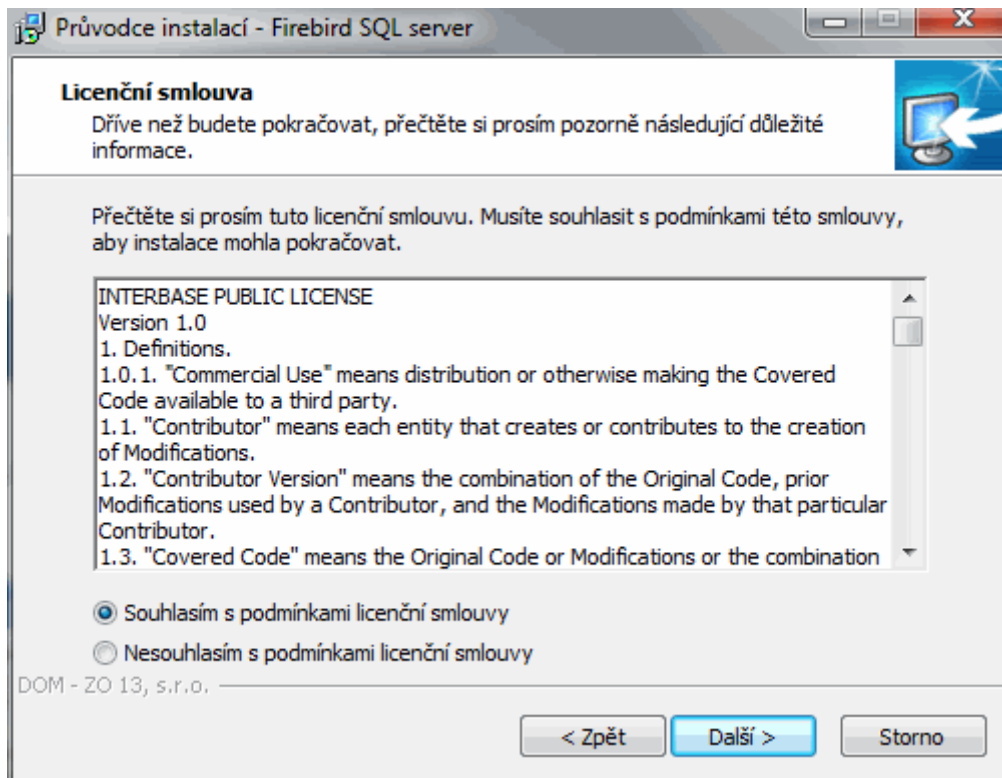 Průvodce instalací - Firebird SQL server
Licenční smlouva
Dříve než budete pokračovat, přečtěte si prosím pozorně následující důležité
informace.
Přečtěte si prosím tuto licenční smlouvu. Musíte souhlasit s podmínkami této smlouvy,
aby instalace mohla pokračovat.
INTERBASE PUBLIC LICENSE
Version 1.0
1. Definitions.
1.0.1. "Commercial Use" means distribution or otherwise making the Covered
Code available to a third party.
1.1. "Contributor" means each entity that creates or contributes to the creation
of Modifications.
1.2. "Contributor Version" means the combination of the Original Code, prior
Modifications used by a Contributor, and the Modifications made by that particular
Contributor.
1.3. "Covered Code" means the Original Code or Modifications or the combination
Souhlasím s podmínkami licenční smlouvy
Nesouhlasím s podmínkami licenční smlouvy
DOM - ZO 13, s.r.o.
< Zpět
Další >
Storno